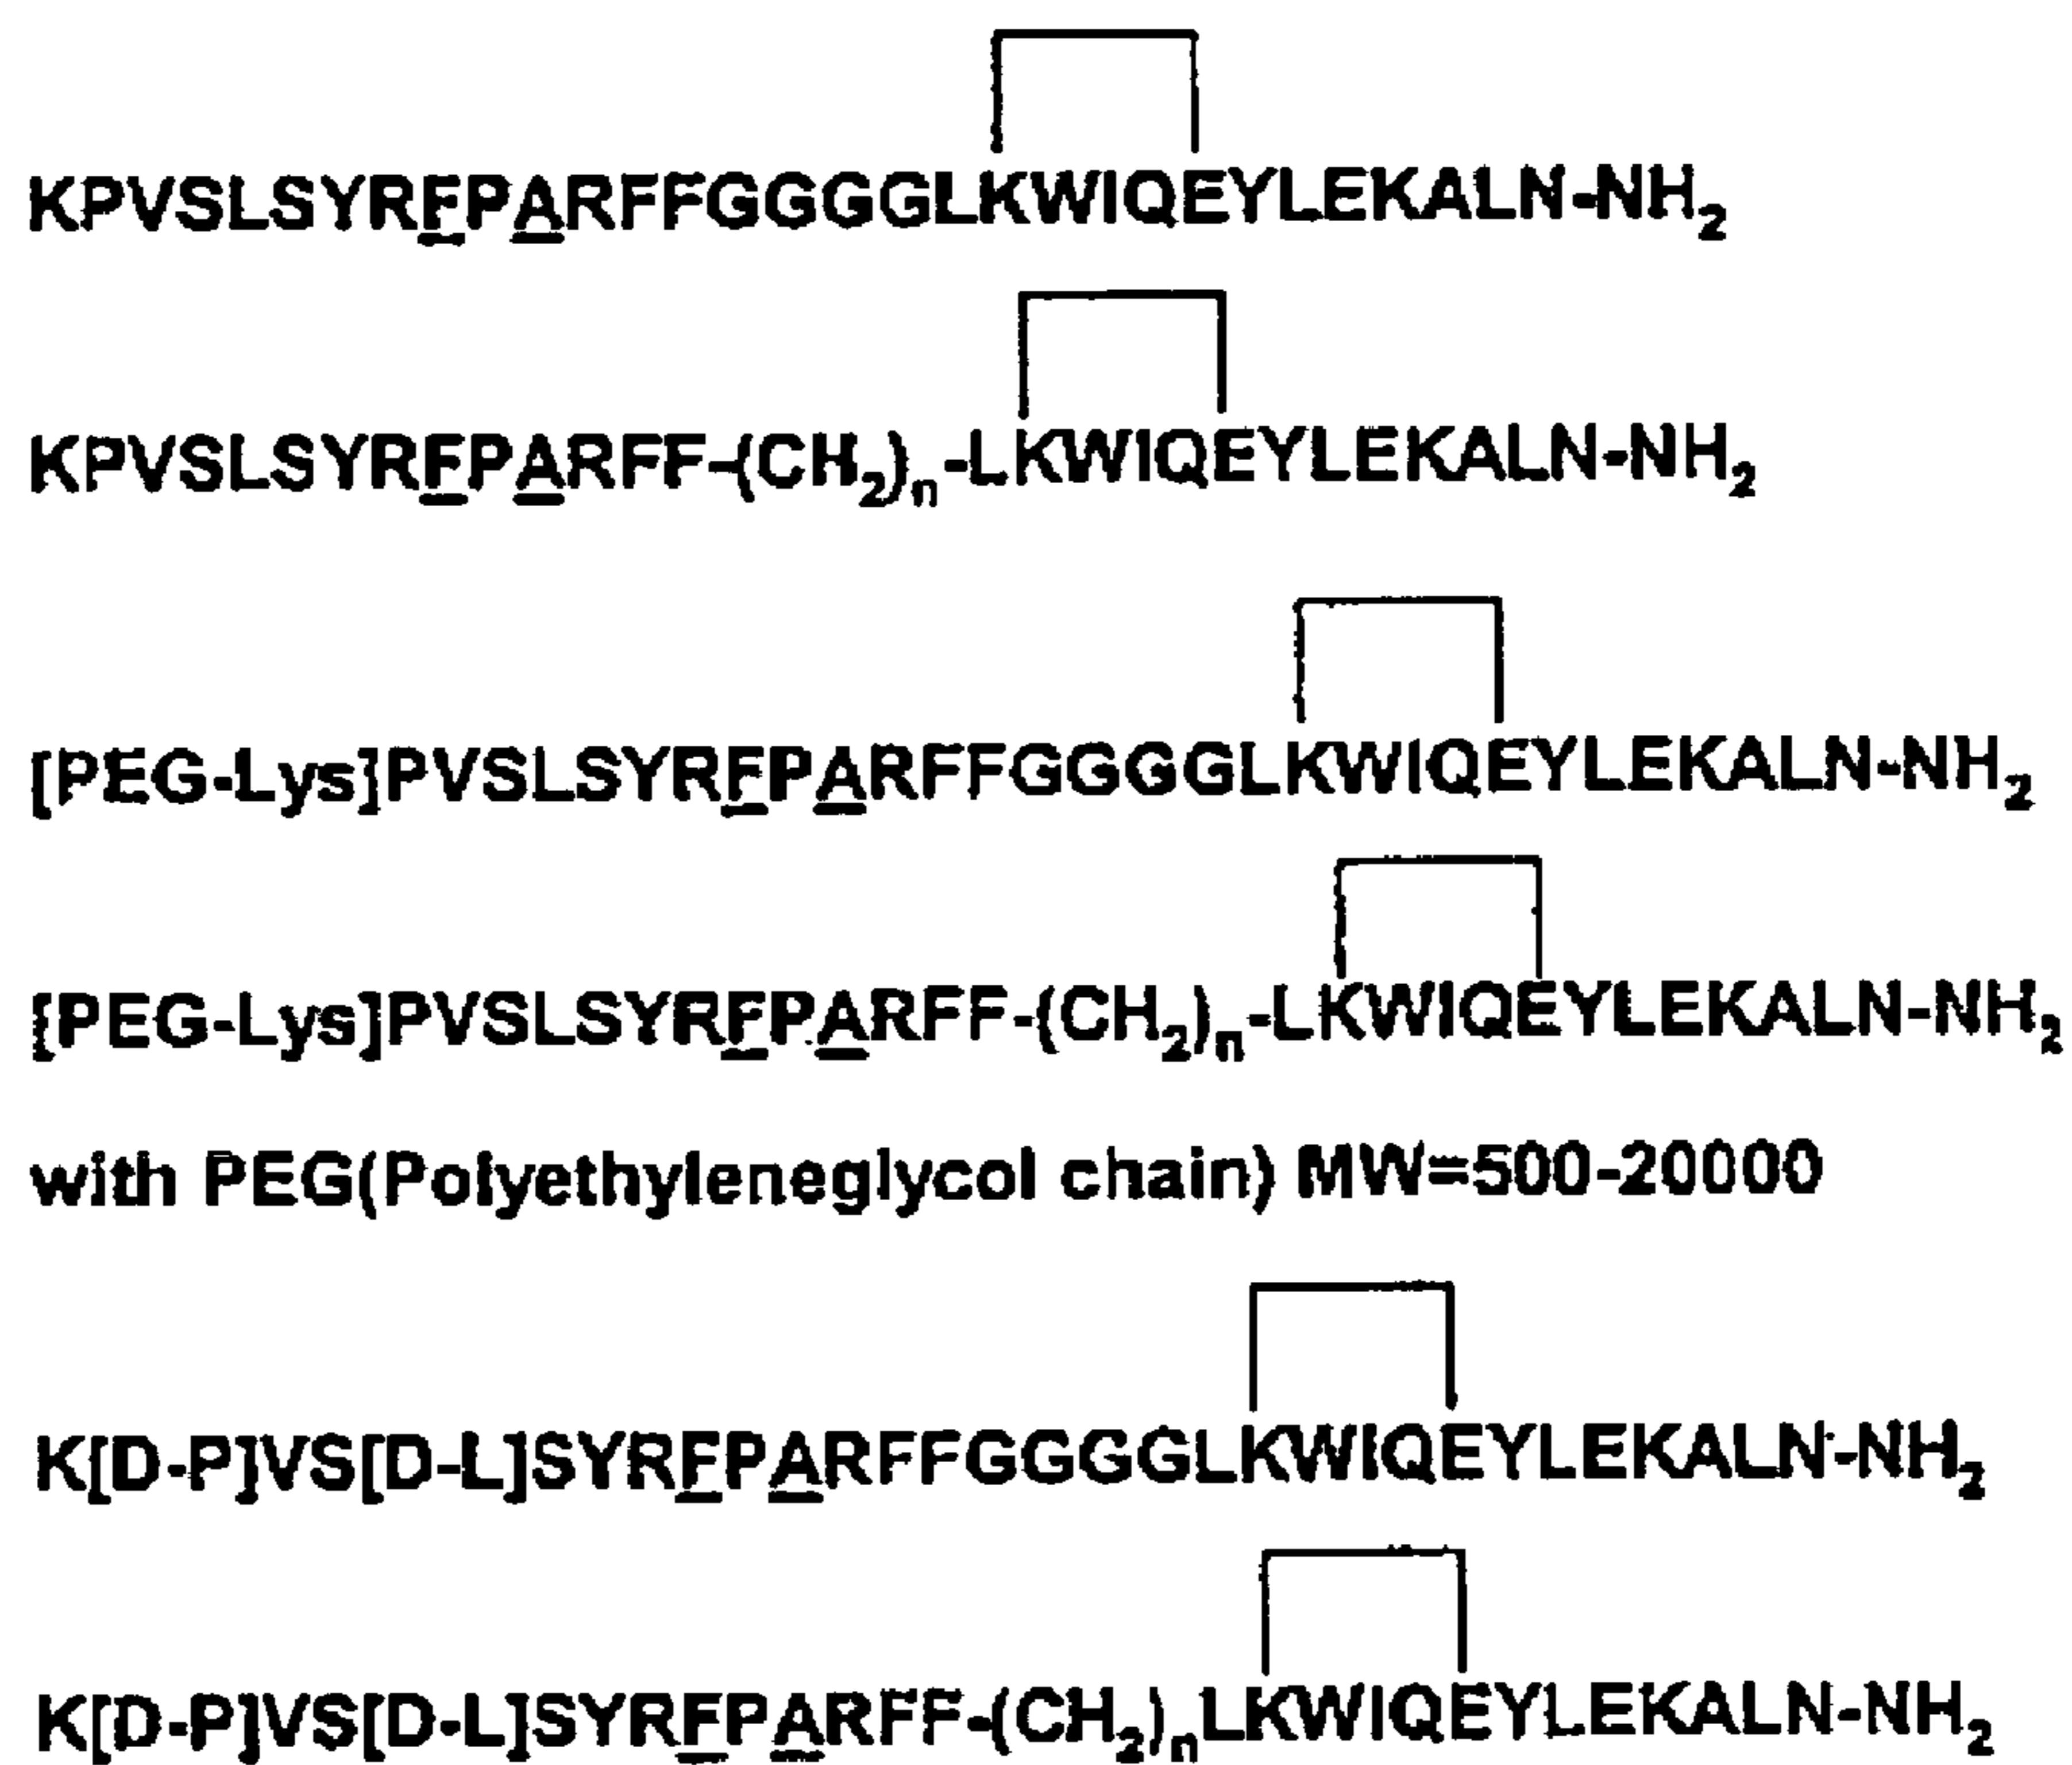 KPVSLSYRFPARFFGGGGLKWIQEYLEKALN-NH₂
KPVSLSYRFPARFF-(CH₂)ₙ-LKWIQEYLEKALN-NH₂
[PEG-Lys]PVSLSYRFPARFFGGGGLKWIQEYLEKALN-NH₂
[PEG-Lys]PVSLSYRFPARFF-(CH₂)ₙ-LKWIQEYLEKALN-NH₂
with PEG(Polyethyleneglycol chain) MW=500-20000
K[D-P]VS[D-L]SYRFPARFFGGGGLKWIQEYLEKALN-NH₂
K[D-P]VS[D-L]SYRFPARFF-(CH₂)ₙLKWIQEYLEKALN-NH₂